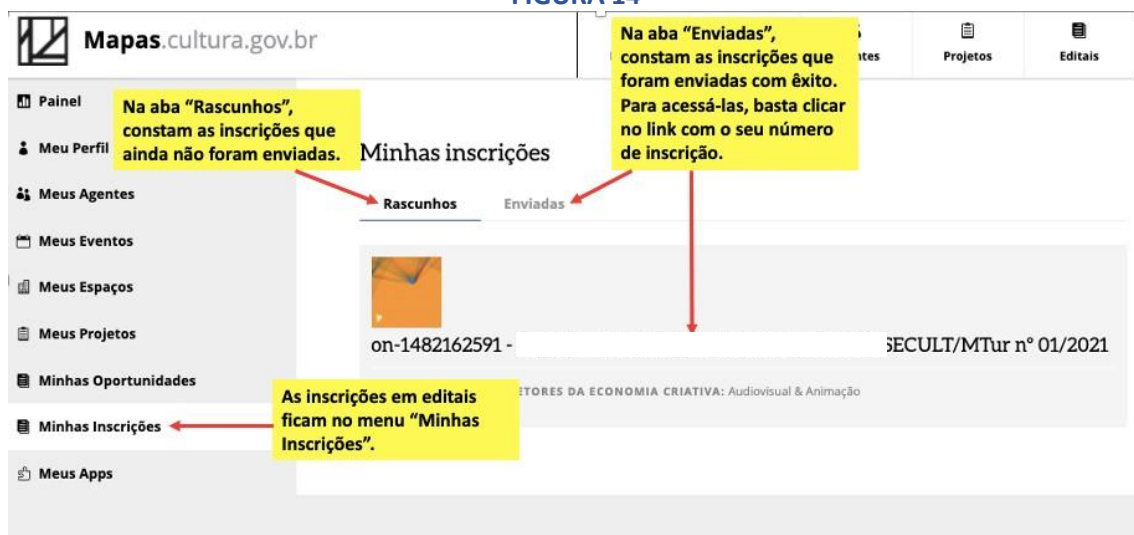 FIGURA 14
Mapas.cultura.gov.br
Projetos
Editais
Painel
Meu Perfil
Meus Agentes
Meus Eventos
Meus Espaços
Meus Projetos
Minhas Oportunidades
Minhas Inscrições
Meus Apps
Na aba “Rascunhos”,
constam as inscrições que
ainda não foram enviadas.
Na aba “Enviadas”,
constam as inscrições que
foram enviadas com êxito.
Para acessá-las, basta clicar
no link com o seu número
de inscrição.
Minhas inscrições
Rascunhos Enviadas
on-1482162591 - SECULT/MTur nº 01/2021
DA ECONOMIA CRIATIVA: Audiovisual & Animação
As inscrições em editais
ficam no menu “Minhas
Inscrições”.